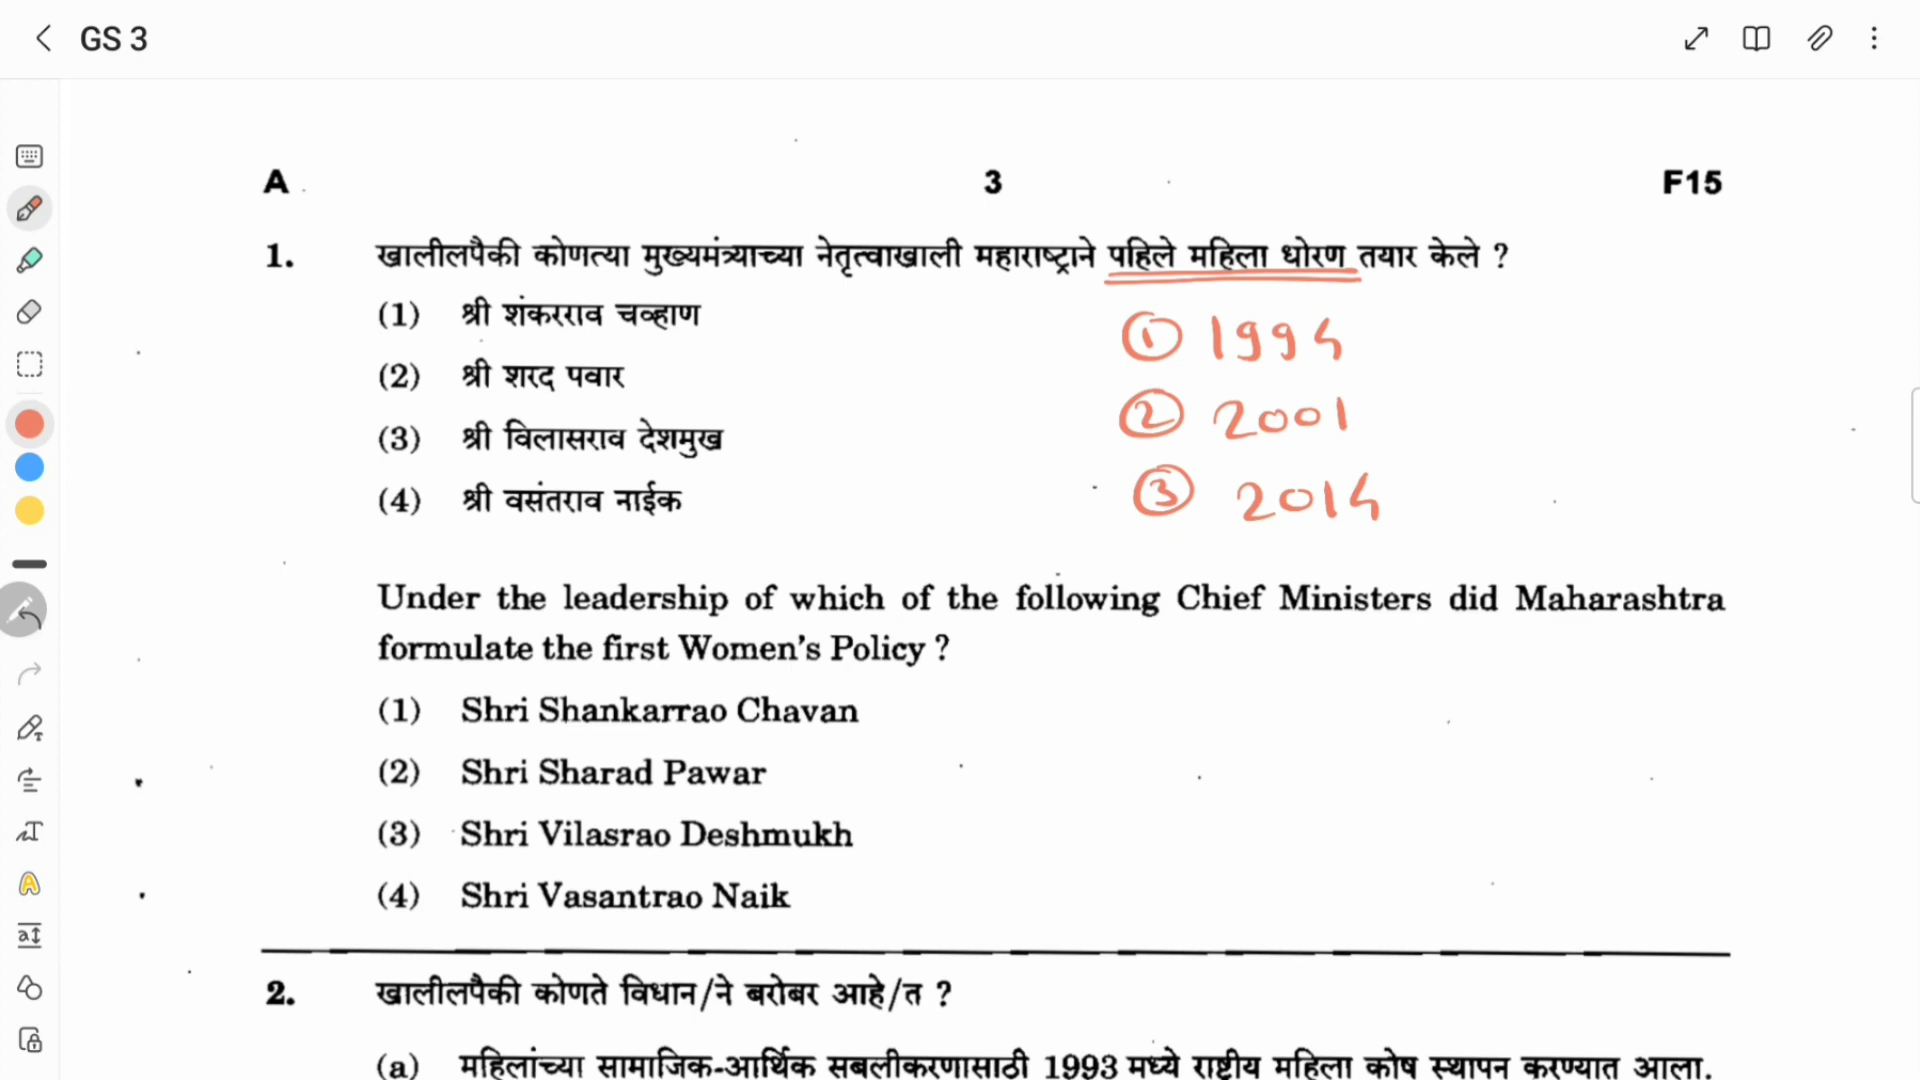 GS 3
A 3 F15
1. खालीलपैकी कोणत्या मुख्यमंत्र्याच्या नेतृत्वाखाली महाराष्ट्राने पहिले महिला धोरण तयार केले ?
(1) श्री शंकरराव चव्हाण
(2) श्री शरद पवार
(3) श्री विलासराव देशमुख
(4) श्री वसंतराव नाईक
① 1994
② 2001
③ 2014
Under the leadership of which of the following Chief Ministers did Maharashtra
formulate the first Women's Policy ?
(1) Shri Shankarrao Chavan
(2) Shri Sharad Pawar
(3) Shri Vilasrao Deshmukh
(4) Shri Vasantrao Naik
2. खालीलपैकी कोणते विधान/ने बरोबर आहे/त ?
(a) महिलांच्या सामाजिक-आर्थिक सबलीकरणासाठी 1993 मध्ये राष्ट्रीय महिला कोष स्थापन करण्यात आला.